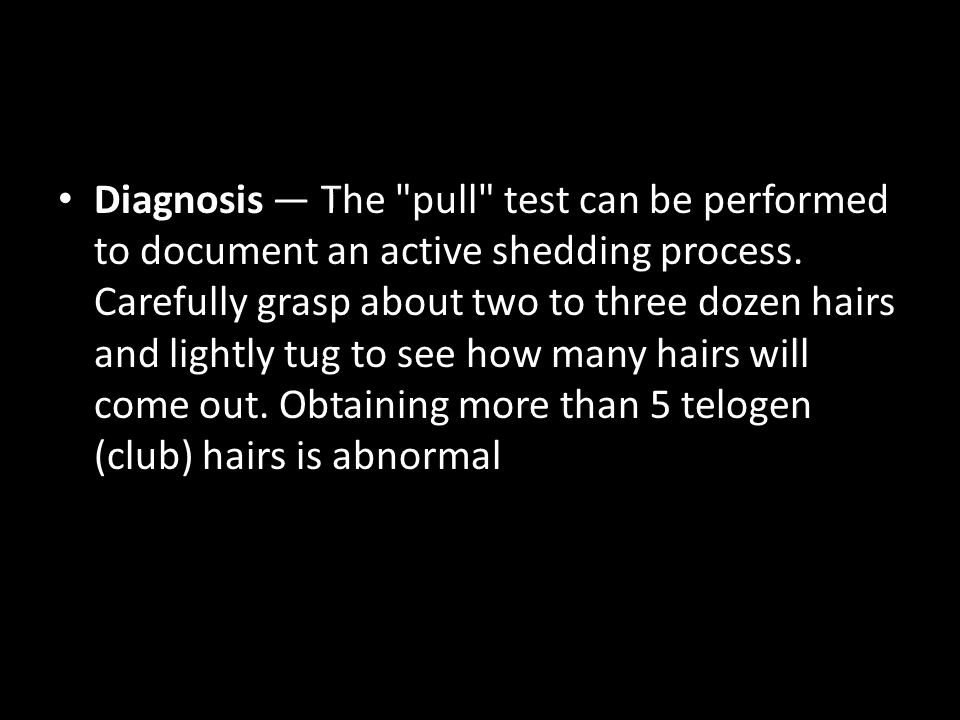 • Diagnosis — The "pull" test can be performed
to document an active shedding process.
Carefully grasp about two to three dozen hairs
and lightly tug to see how many hairs will
come out. Obtaining more than 5 telogen
(club) hairs is abnormal